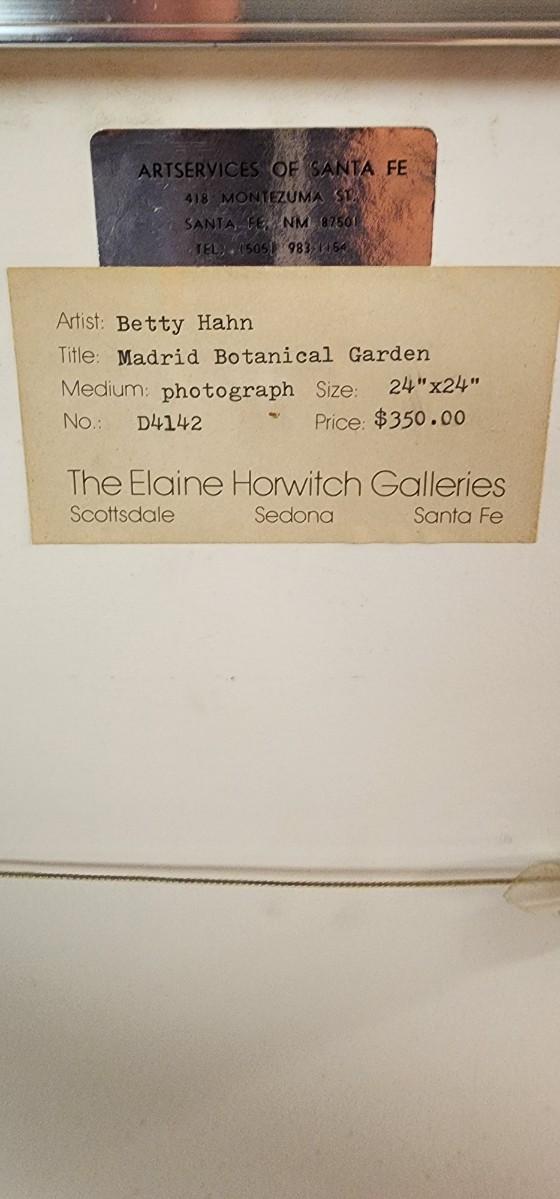 ARTSERVICES OF SANTA FE
418 MONTEZUMA ST.
SANTA FE, NM 87501
TEL. (505) 983-1154
Artist: Betty Hahn
Title: Madrid Botanical Garden
Medium: photograph Size: 24"x24"
No.: D4142 Price: $350.00
The Elaine Horwitch Galleries
Scottsdale Sedona Santa Fe